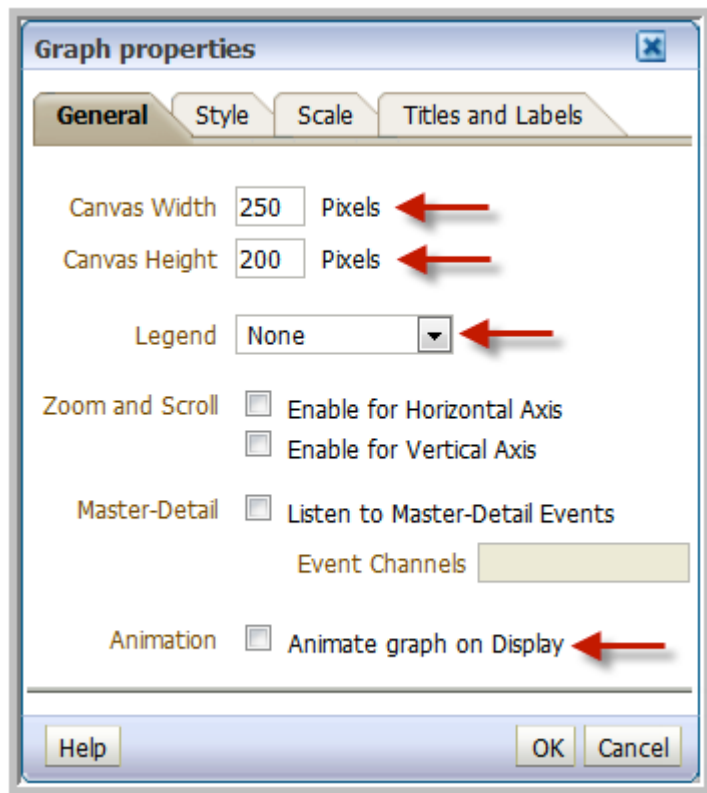 Graph properties
General Style Scale Titles and Labels
Canvas Width 250 Pixels
Canvas Height 200 Pixels
Legend None
Zoom and Scroll Enable for Horizontal Axis
Enable for Vertical Axis
Master-Detail Listen to Master-Detail Events
Event Channels
Animation Animate graph on Display
Help OK Cancel